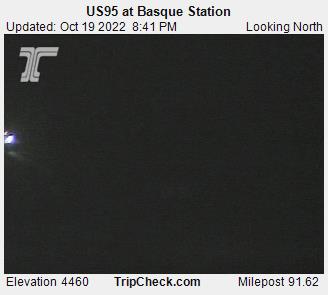 US95 at Basque Station
Updated: Oct 19 2022 8:41 PM Looking North
Elevation 4460 TripCheck.com Milepost 91.62